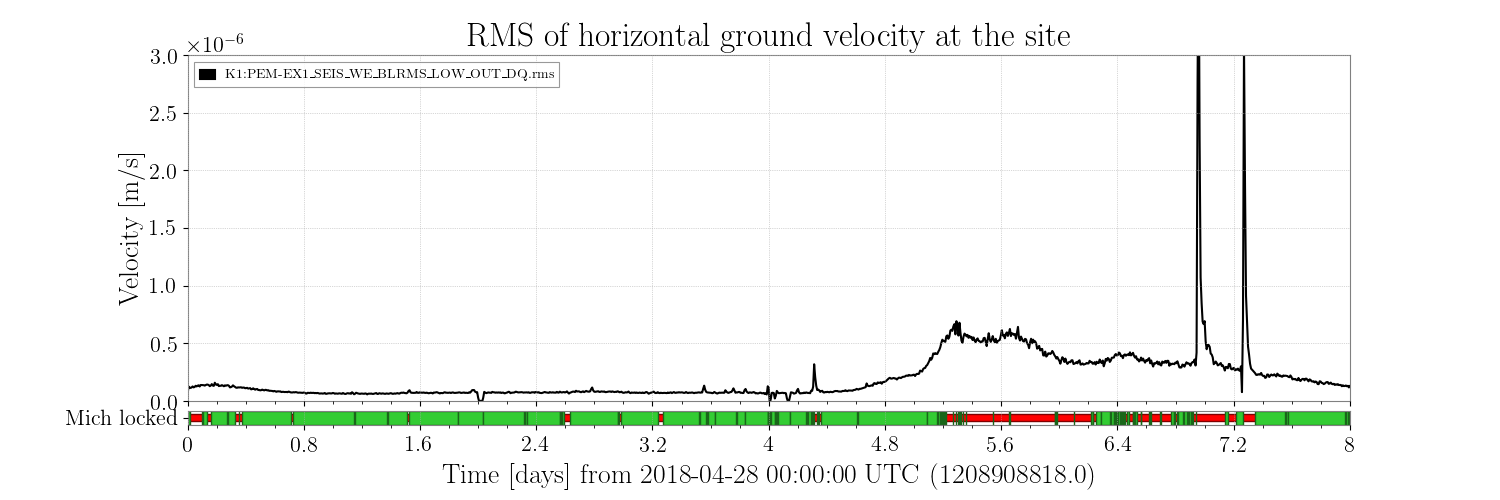 RMS of horizontal ground velocity at the site
×10⁻⁶
3.0
K1:PEM-EX1_SEIS_WE_BLRMS_LOW_OUT_DQ.rms
2.5
2.0
Velocity [m/s]
1.5
1.0
0.5
0.0
Mich locked
0 0.8 1.6 2.4 3.2 4 4.8 5.6 6.4 7.2 8
Time [days] from 2018-04-28 00:00:00 UTC (1208908818.0)